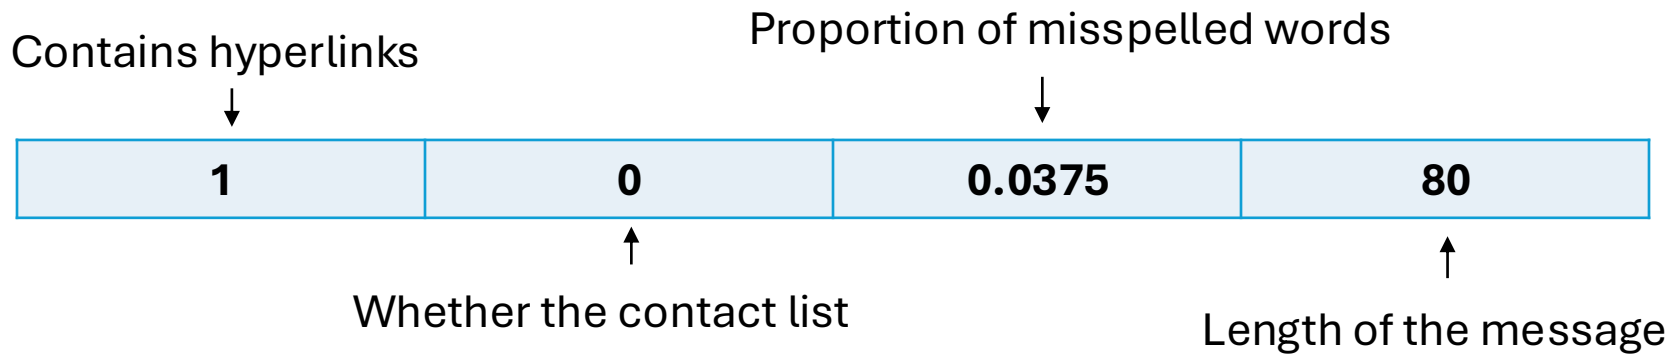 Proportion of misspelled words
Contains hyperlinks
1 0 0.0375 80
Whether the contact list
Length of the message